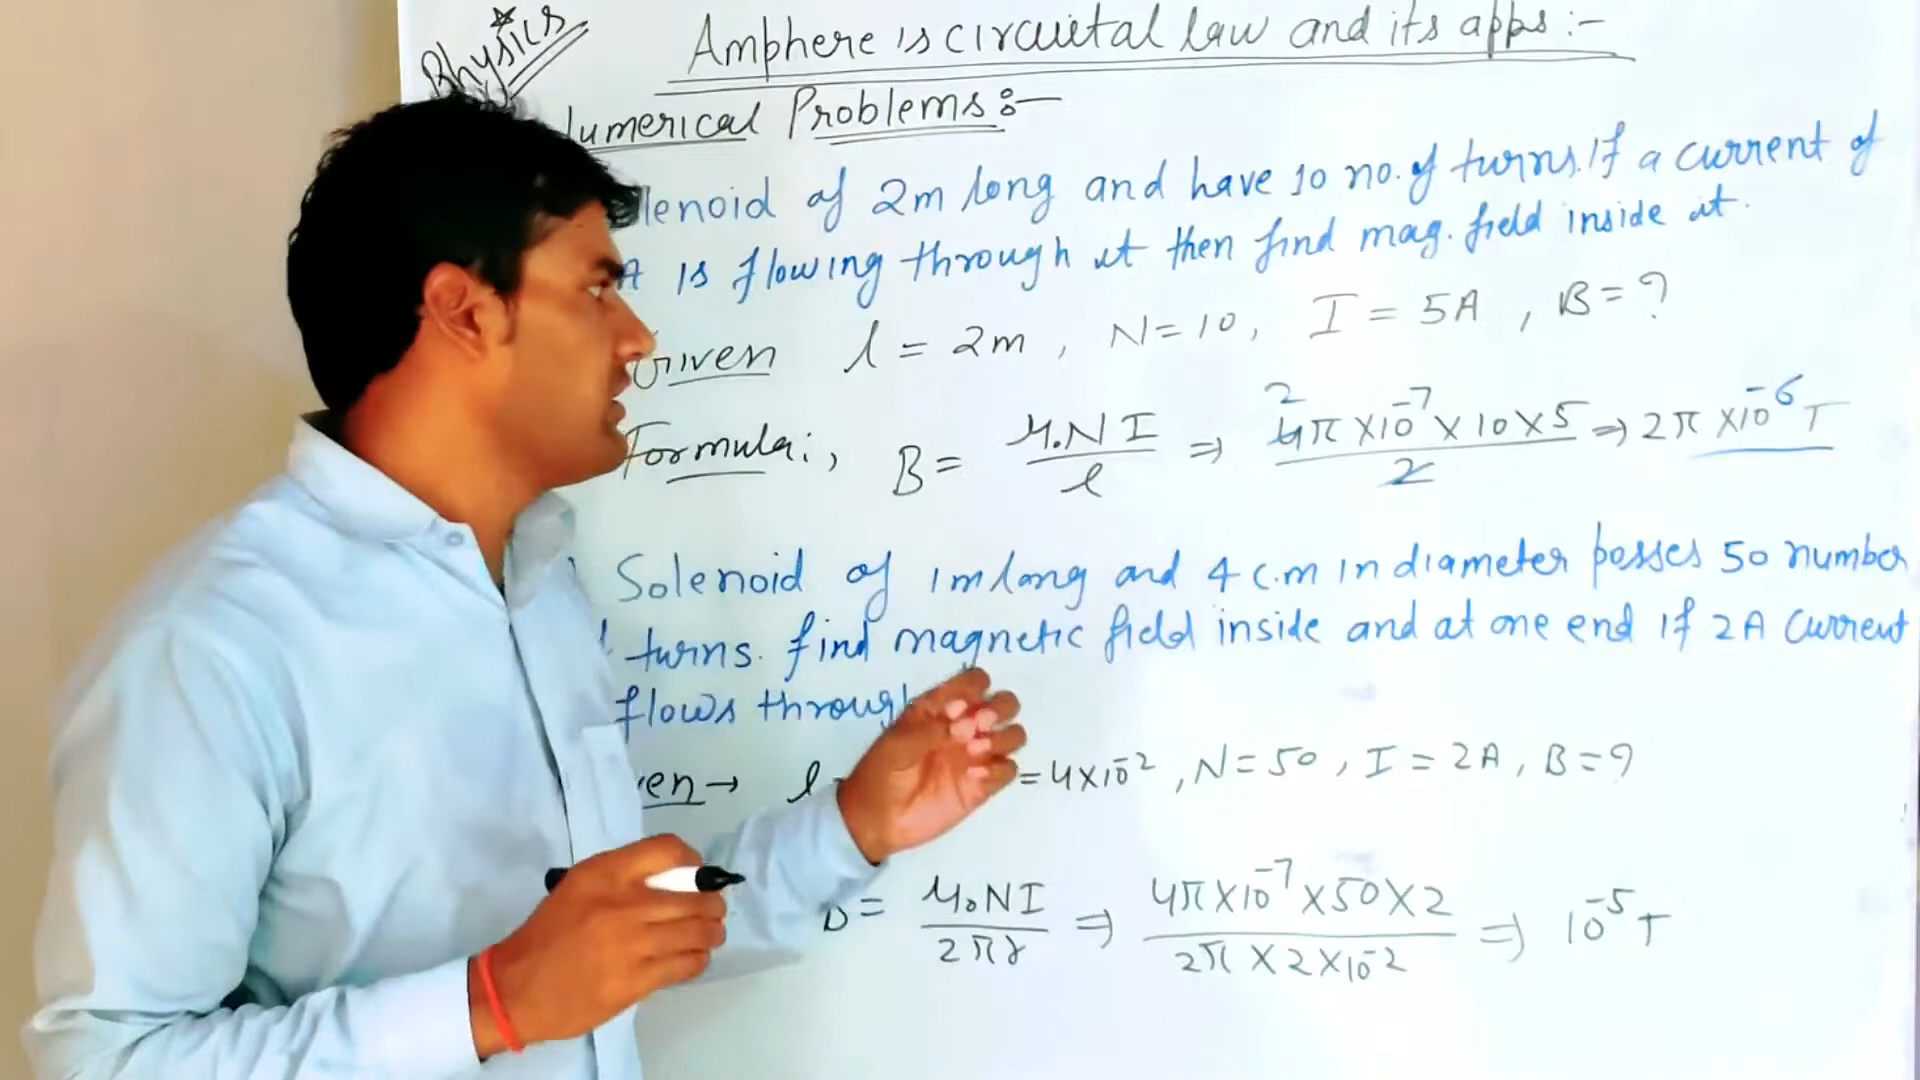 Physics
Amphere is circuietal law and its apps :-
Numerical Problems :-
lenoid of 2m long and have 10 no. of turns. If a current of
A is flowing through it then find mag. field inside it.
Given l = 2m , N=10, I = 5A , B=?
Formula:, B = μ₀NI / l ⇒ 4π×10⁻⁷×10×5 / 2 ⇒ 2π×10⁻⁶ T
Solenoid of 1m long and 4 c.m in diameter posses 50 number
turns. find magnetic field inside and at one end if 2A Current
flows through
en → l = 4×10⁻² , N=50 , I = 2A , B=?
= μ₀NI / 2πr ⇒ 4π×10⁻⁷×50×2 / 2π×2×10⁻² ⇒ 10⁻⁵ T